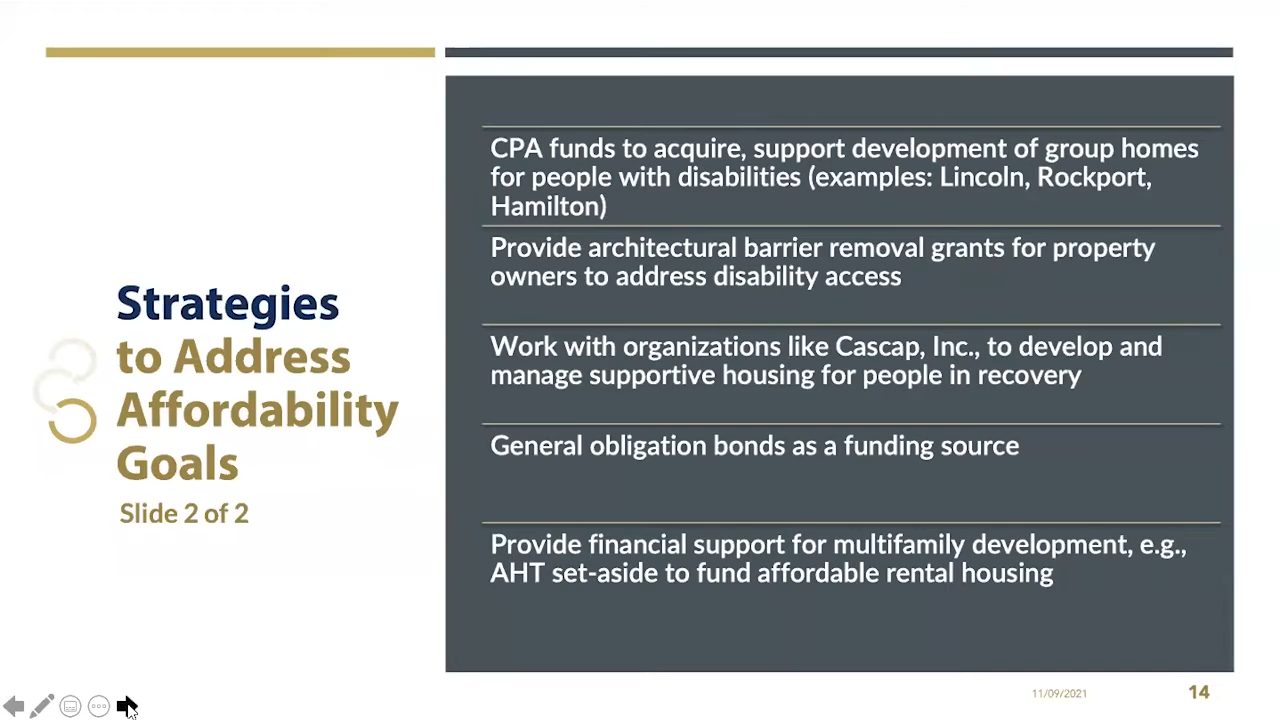 Strategies
to Address
Affordability
Goals
Slide 2 of 2
CPA funds to acquire, support development of group homes
for people with disabilities (examples: Lincoln, Rockport,
Hamilton)
Provide architectural barrier removal grants for property
owners to address disability access
Work with organizations like Cascap, Inc., to develop and
manage supportive housing for people in recovery
General obligation bonds as a funding source
Provide financial support for multifamily development, e.g.,
AHT set-aside to fund affordable rental housing
11/09/2021
14